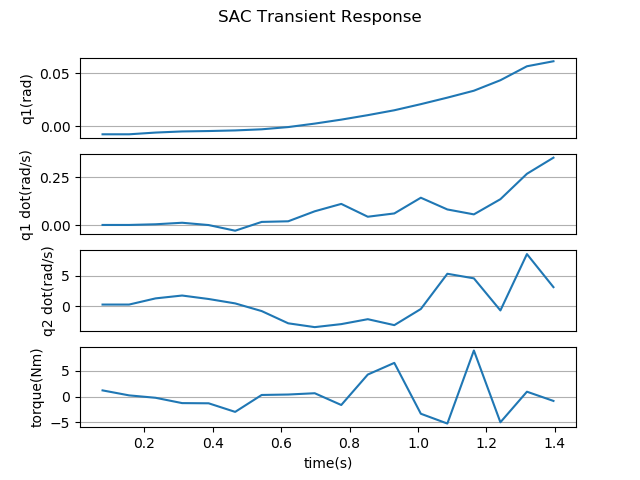 SAC Transient Response
0.05
0.00
q1(rad)
0.25
0.00
q1 dot(rad/s)
5
0
q2 dot(rad/s)
5
0
−5
torque(Nm)
0.2 0.4 0.6 0.8 1.0 1.2 1.4
time(s)